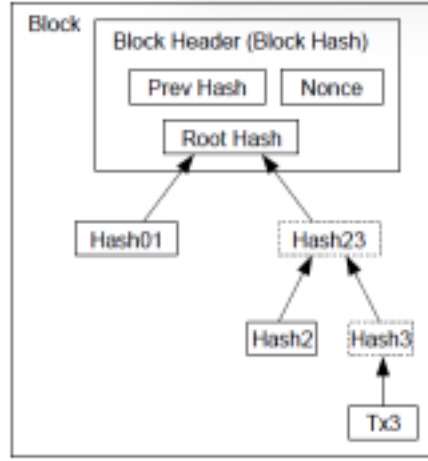 Block
Block Header (Block Hash)
Prev Hash
Nonce
Root Hash
Hash01
Hash23
Hash2
Hash3
Tx3